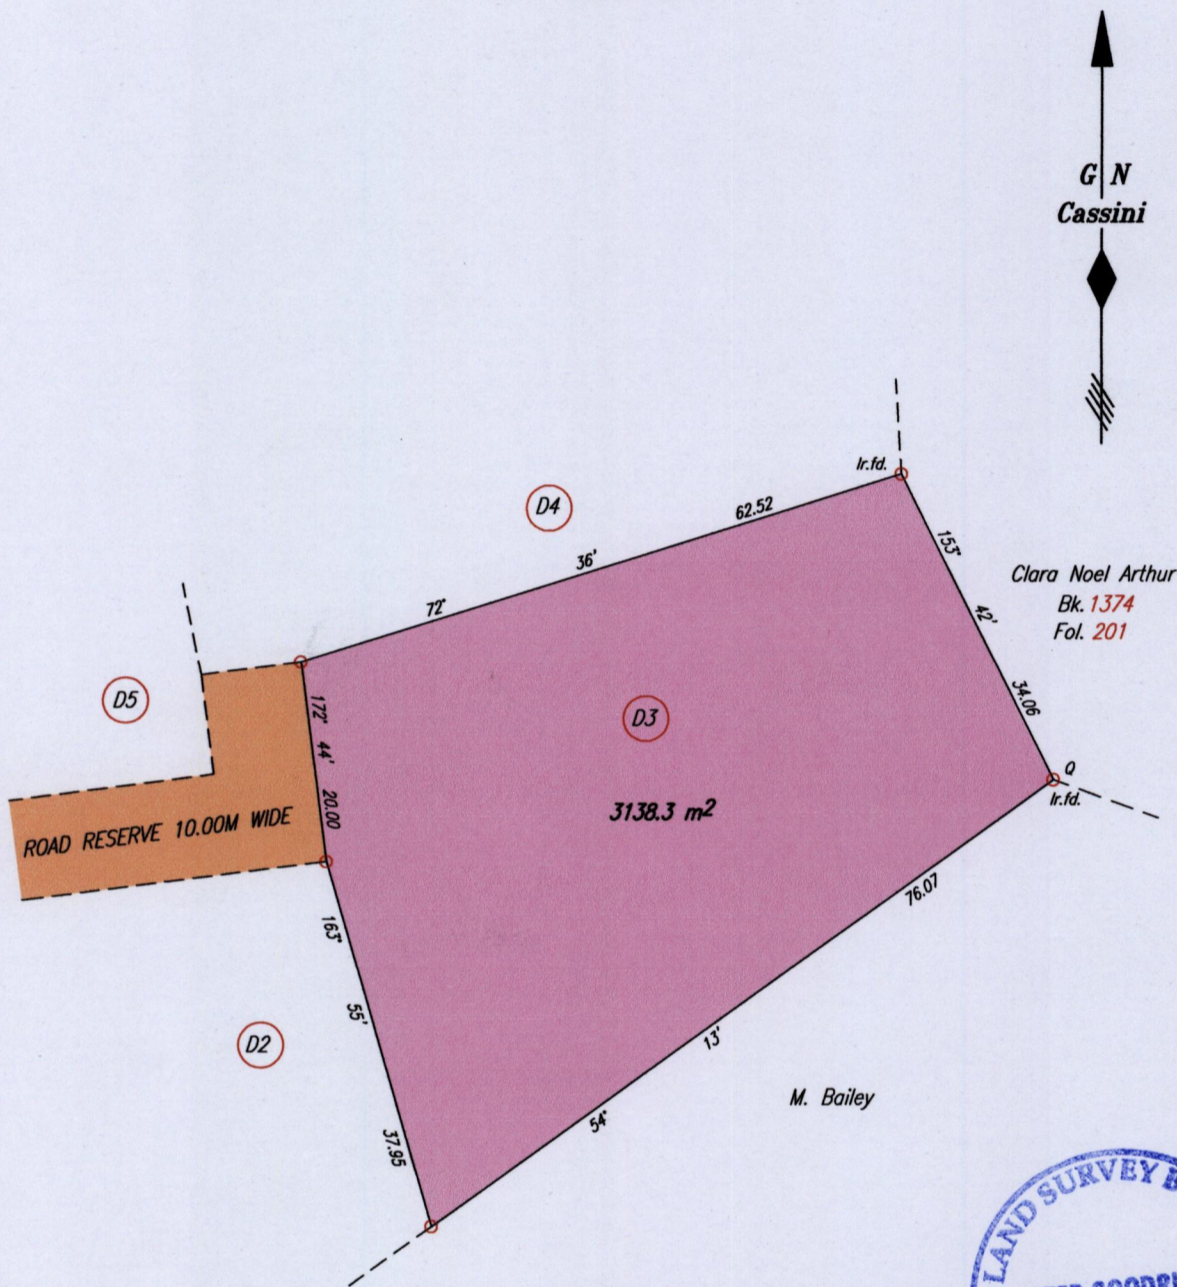 G N
Cassini
Ir.fd.
62.52
D4
36'
72°
153°
42'
34.06
Clara Noel Arthur
Bk. 1374
Fol. 201
D5
172°
44'
20.00
D3
Q
Ir.fd.
3138.3 m²
ROAD RESERVE 10.00M WIDE
76.07
163°
55'
D2
13'
M. Bailey
54°
37.95
LAND SURVEY